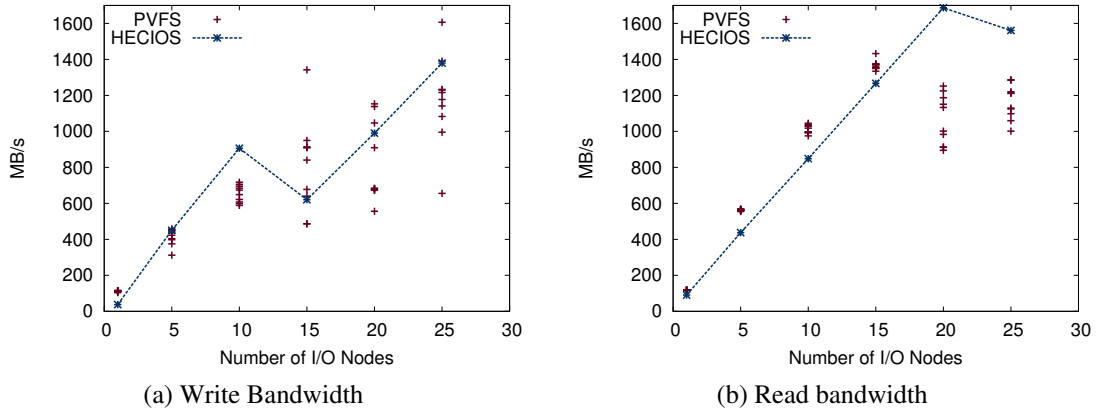 PVFS
HECIOS
1600
1400
1200
1000
800
600
400
200
0
MB/s
0 5 10 15 20 25 30
Number of I/O Nodes
(a) Write Bandwidth
PVFS
HECIOS
1600
1400
1200
1000
800
600
400
200
0
MB/s
0 5 10 15 20 25 30
Number of I/O Nodes
(b) Read bandwidth